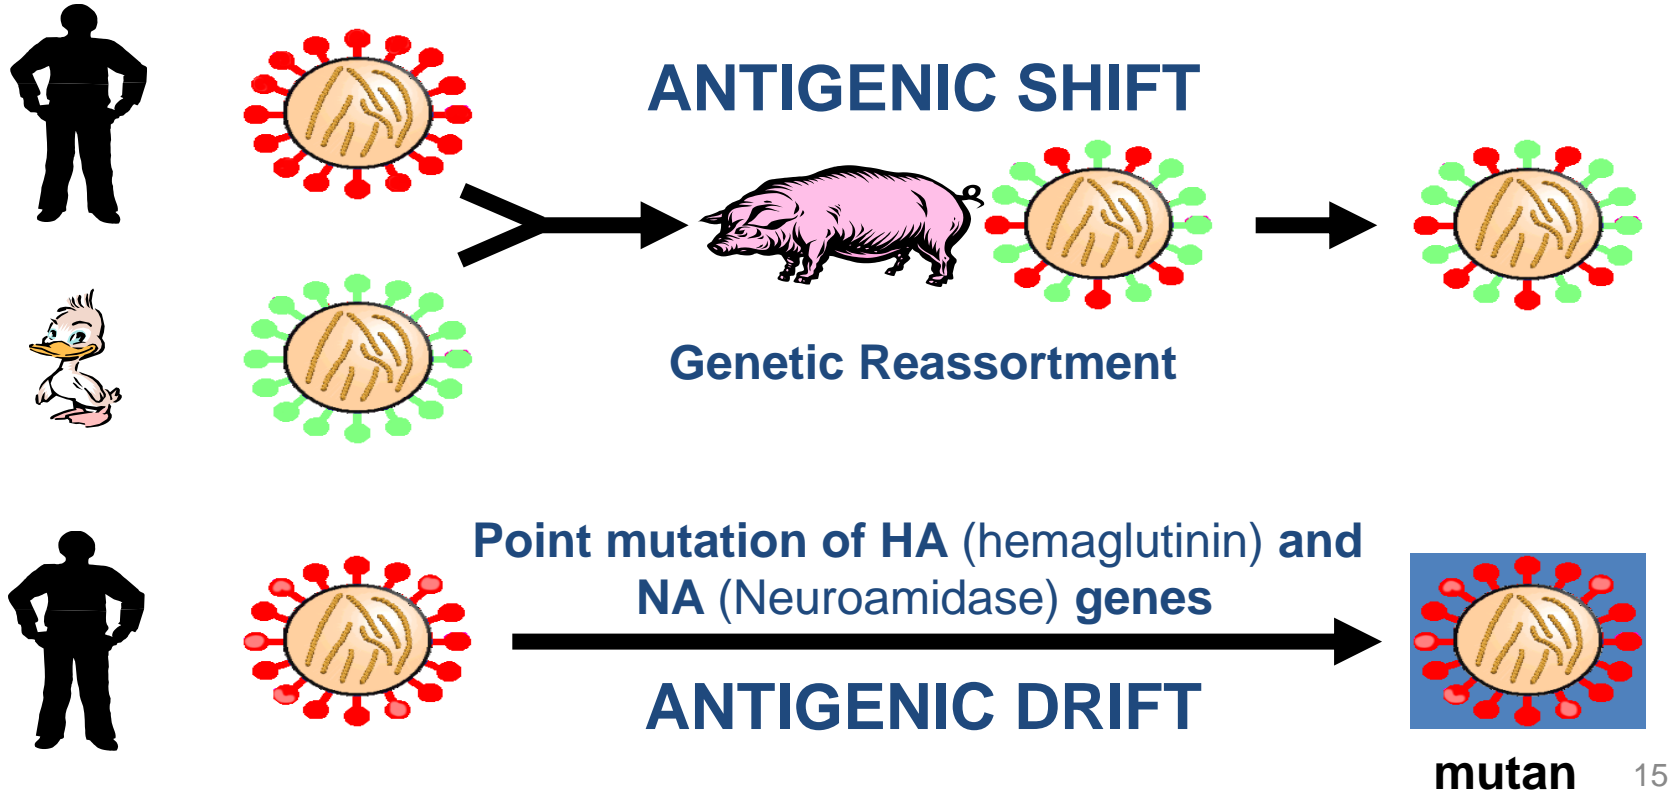 ANTIGENIC SHIFT
Genetic Reassortment
Point mutation of HA (hemaglutinin) and
NA (Neuroamidase) genes
ANTIGENIC DRIFT
mutan
15